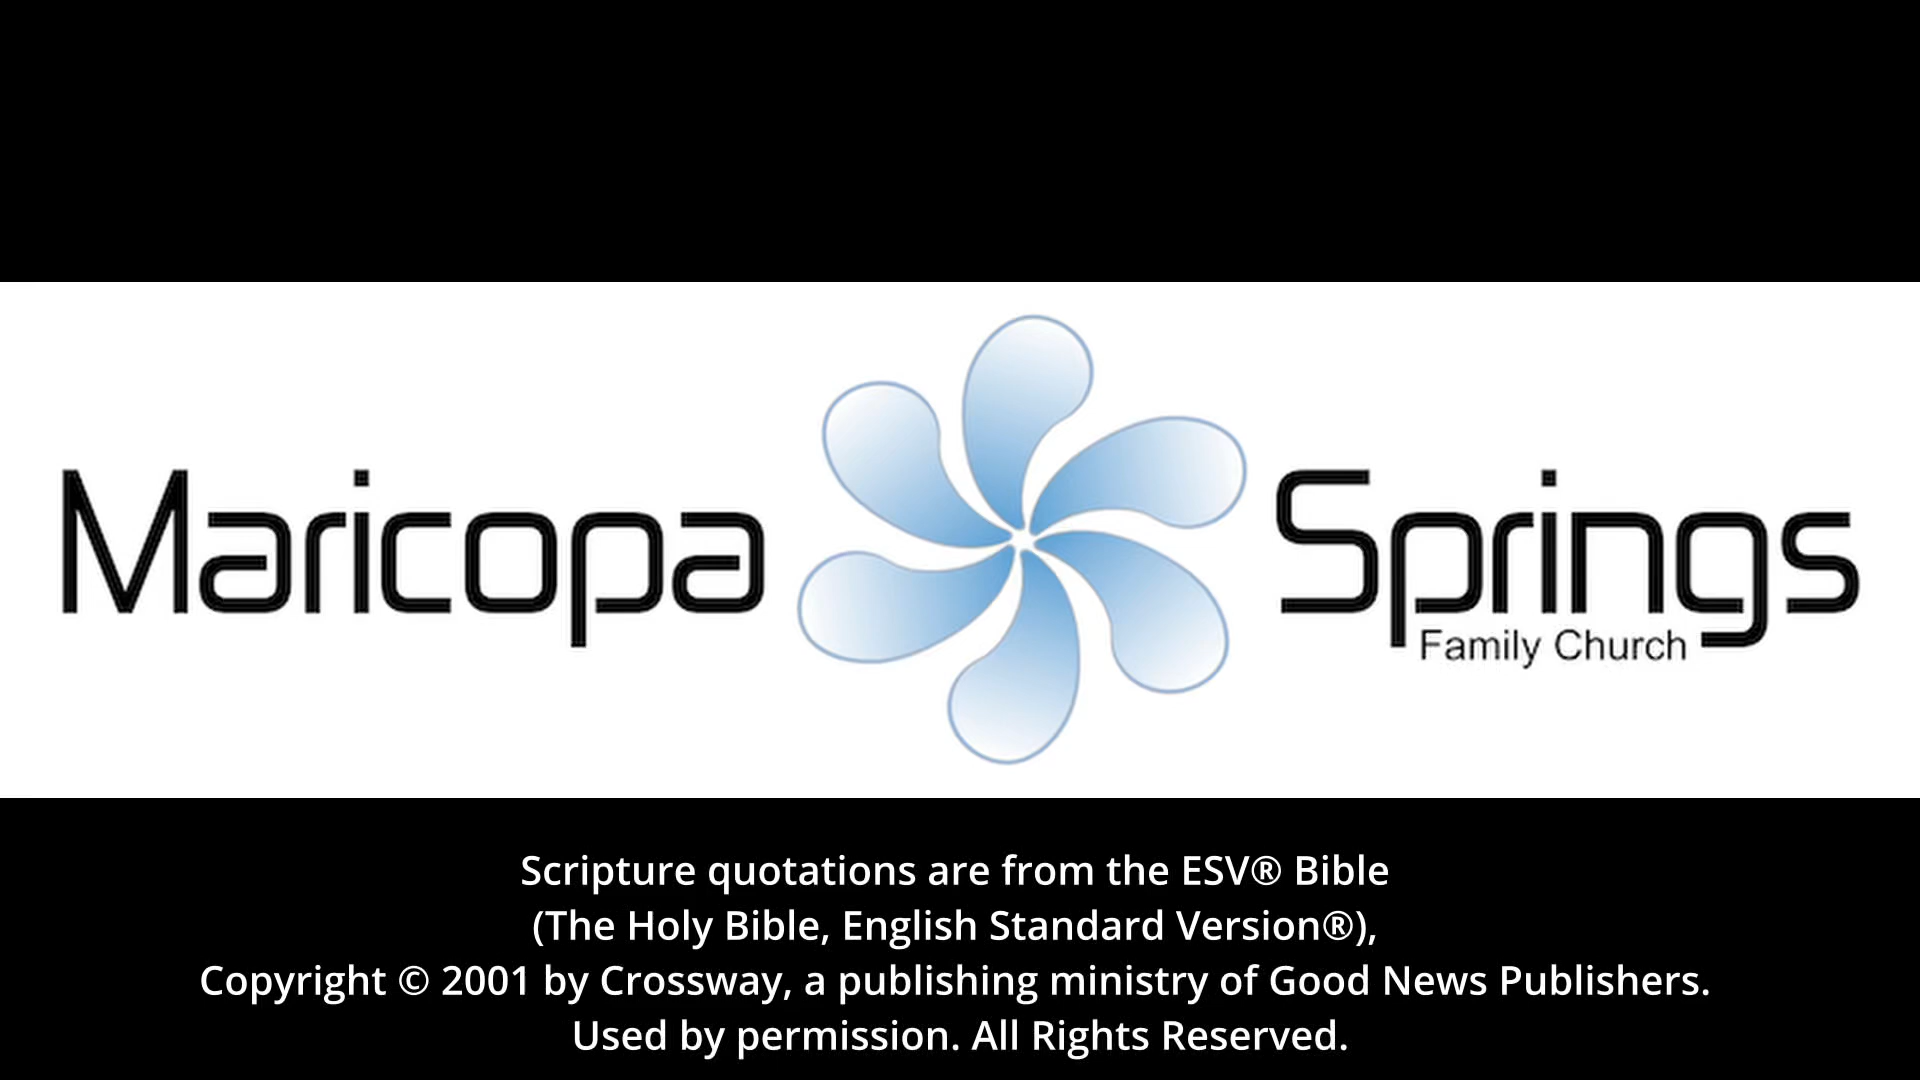 Maricopa Springs
Family Church
Scripture quotations are from the ESV® Bible
(The Holy Bible, English Standard Version®),
Copyright © 2001 by Crossway, a publishing ministry of Good News Publishers.
Used by permission. All Rights Reserved.